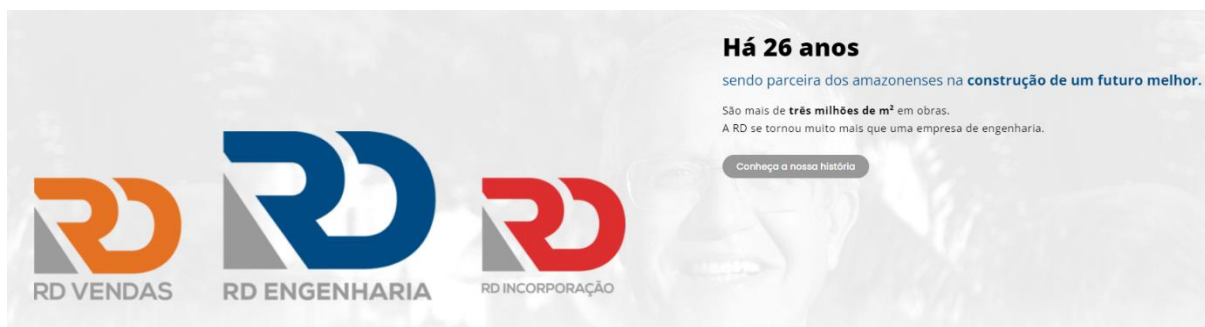 Há 26 anos
sendo parceira dos amazonenses na construção de um futuro melhor.
São mais de três milhões de m² em obras.
A RD se tornou muito mais que uma empresa de engenharia.
Conheça a nossa história
RD
RD VENDAS
RD
RD ENGENHARIA
RD
RD INCORPORAÇÃO